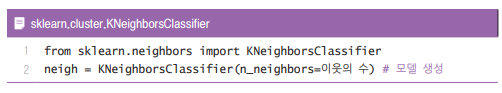 sklearn.cluster.KNeighborsClassifier
1 from sklearn.neighbors import KNeighborsClassifier
2 neigh = KNeighborsClassifier(n_neighbors=이웃의 수) # 모델 생성